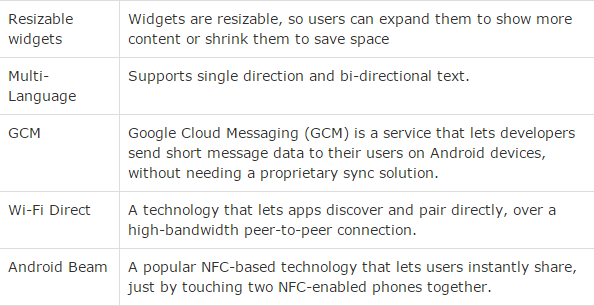 Resizable widgets
Widgets are resizable, so users can expand them to show more
content or shrink them to save space
Multi-
Language
Supports single direction and bi-directional text.
GCM
Google Cloud Messaging (GCM) is a service that lets developers
send short message data to their users on Android devices,
without needing a proprietary sync solution.
Wi-Fi Direct
A technology that lets apps discover and pair directly, over a
high-bandwidth peer-to-peer connection.
Android Beam
A popular NFC-based technology that lets users instantly share,
just by touching two NFC-enabled phones together.